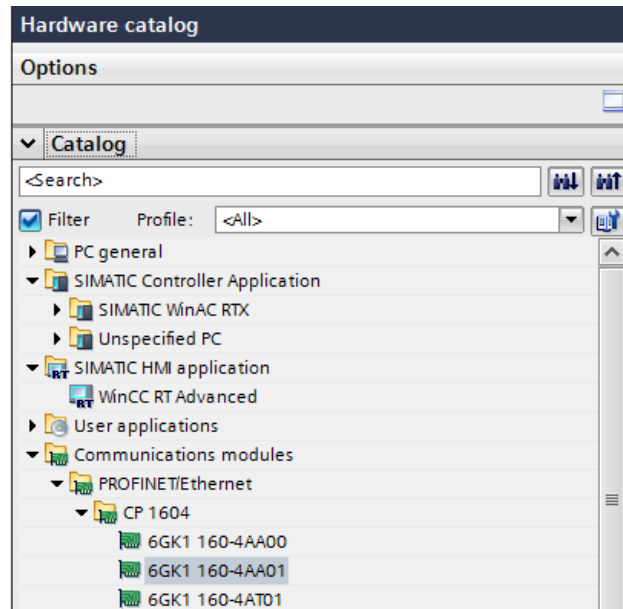 Hardware catalog
Options
Catalog
<Search>
Filter Profile: <All>
PC general
SIMATIC Controller Application
SIMATIC WinAC RTX
Unspecified PC
RT SIMATIC HMI application
RT WinCC RT Advanced
User applications
Communications modules
PROFINET/Ethernet
CP 1604
6GK1 160-4AA00
6GK1 160-4AA01
6GK1 160-4AT01